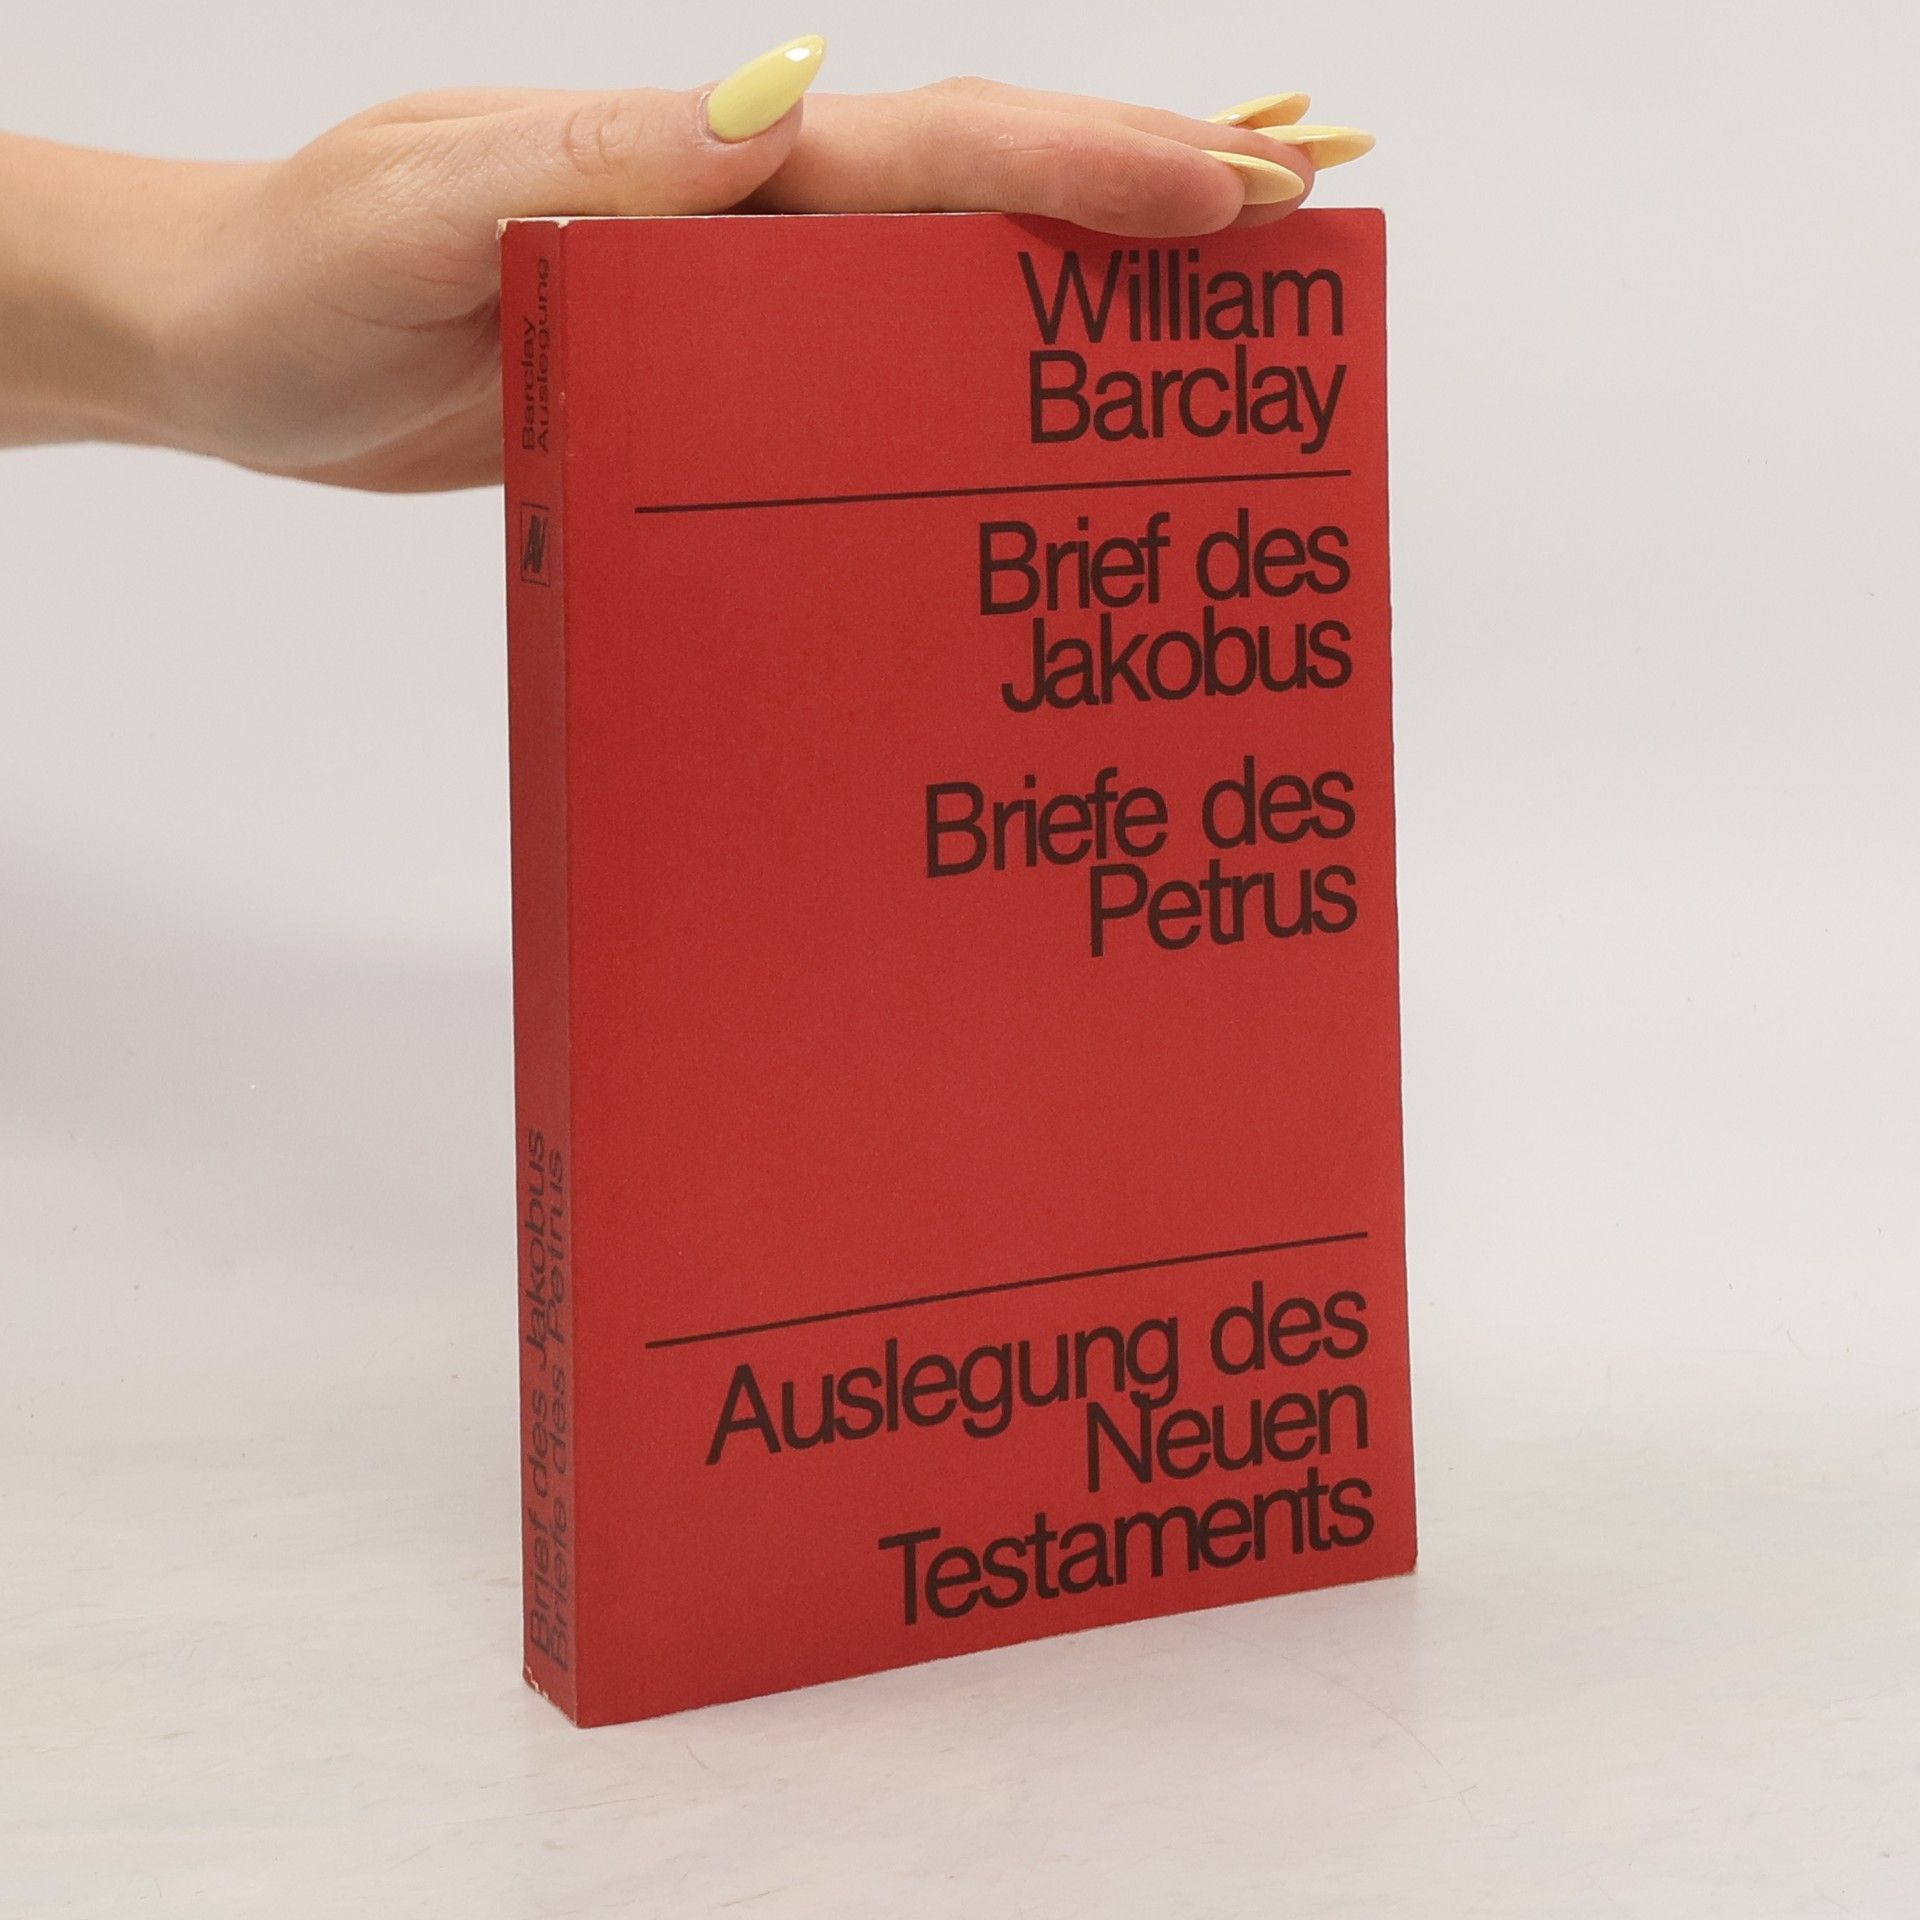 William
Barclay
Brief des
Jakobus
Briefe des
Petrus
Auslegung des
Neuen
Testaments
Barclay
Auslegung
Brief des Jakobus
Briefe des Petrus